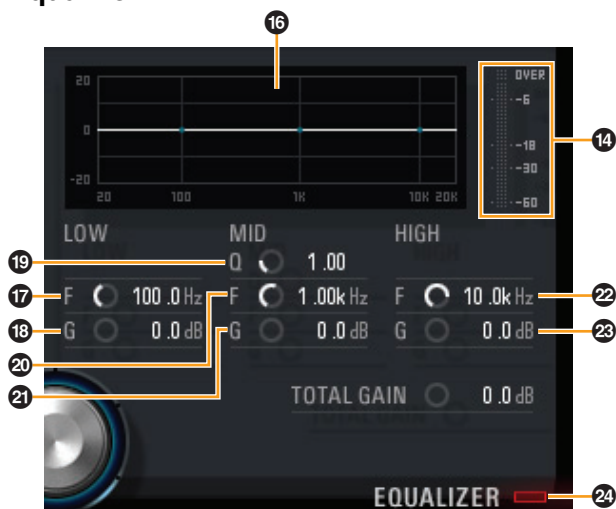 16
20
0
-20
20 100 1K 10K 20K
OVER
-6
-18
-30
-60
14
LOW MID HIGH
19 Q 1.00
17 F 100.0 Hz F 1.00k Hz F 10.0k Hz 22
18 G 0.0 dB G 0.0 dB G 0.0 dB 23
20
21
TOTAL GAIN 0.0 dB
EQUALIZER 24